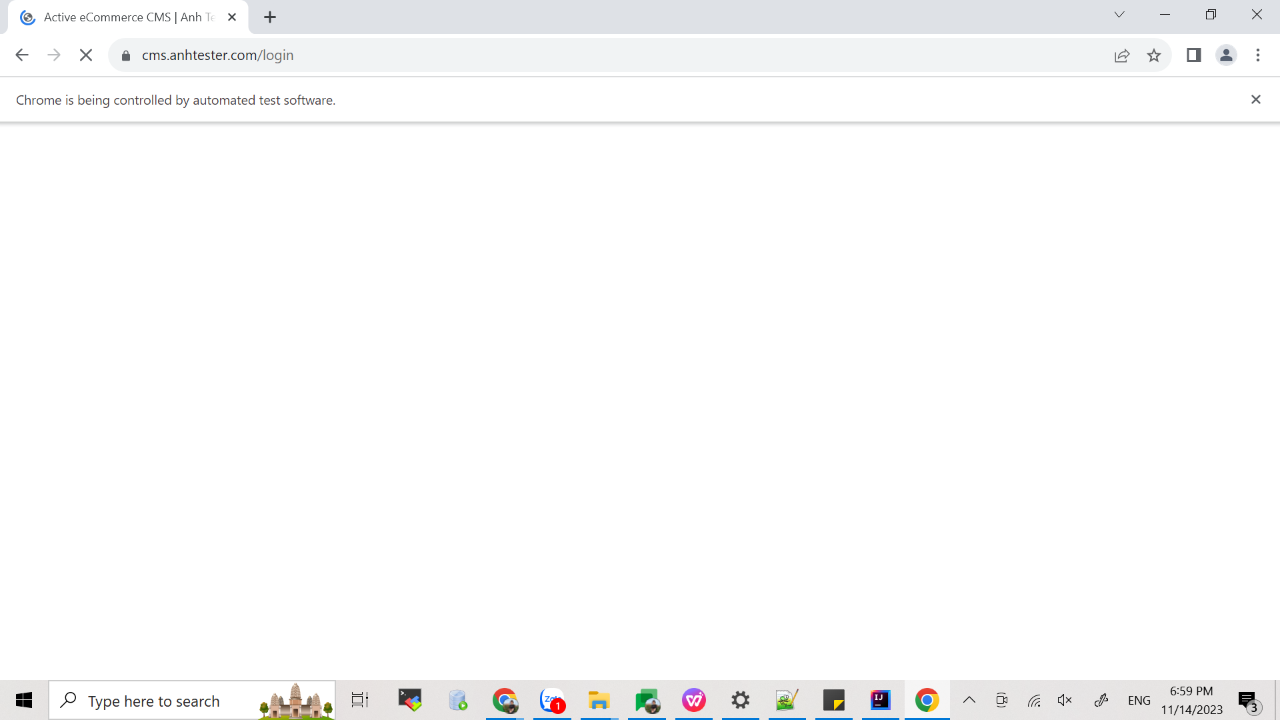 Active eCommerce CMS | Anh Te
cms.anhtester.com/login
Chrome is being controlled by automated test software.
Type here to search
1
ENG
6:59 PM
11/14/2023
3